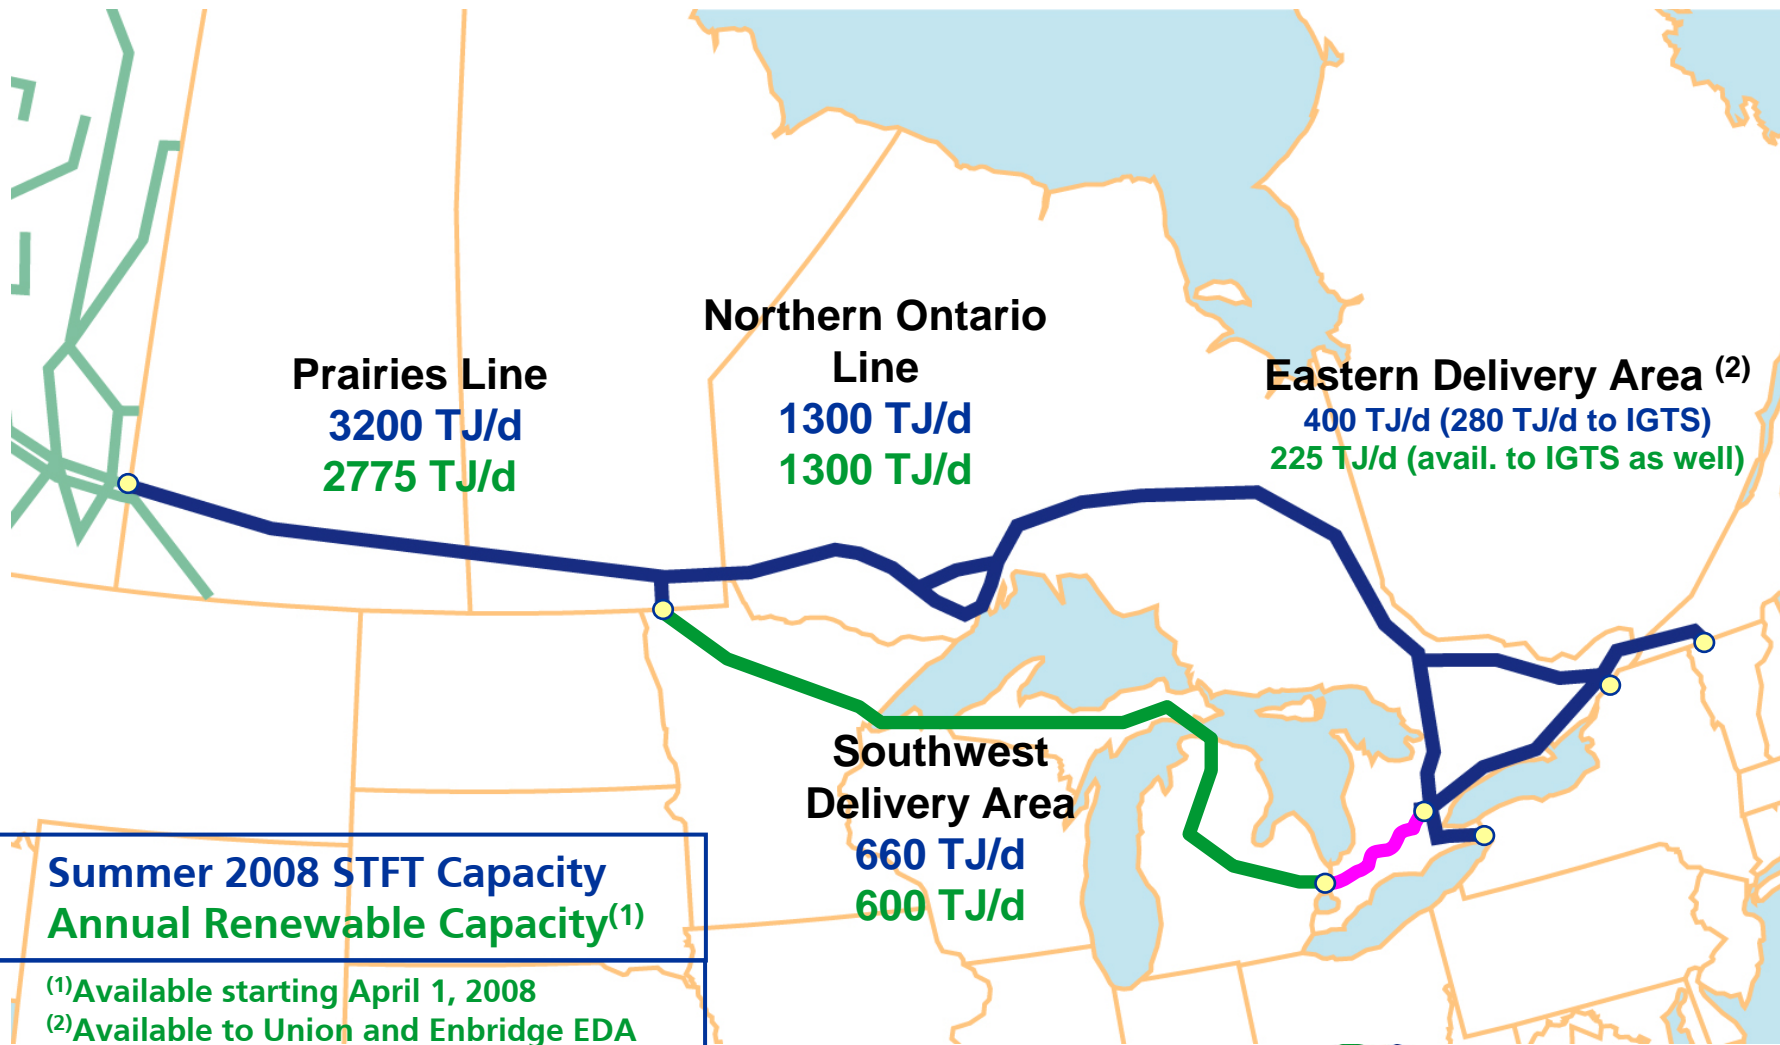 Northern Ontario
Line
1300 TJ/d
1300 TJ/d
Prairies Line
3200 TJ/d
2775 TJ/d
Eastern Delivery Area (2)
400 TJ/d (280 TJ/d to IGTS)
225 TJ/d (avail. to IGTS as well)
Southwest
Delivery Area
660 TJ/d
600 TJ/d
Summer 2008 STFT Capacity
Annual Renewable Capacity(1)
(1)Available starting April 1, 2008
(2)Available to Union and Enbridge EDA